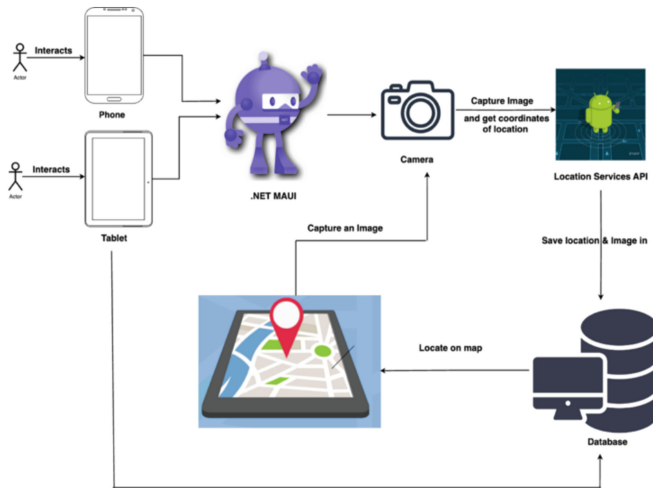 Interacts
Actor
Phone
Interacts
Actor
Tablet
.NET MAUI
Camera
Capture Image
and get coordinates
of location
Location Services API
Capture an Image
Save location & Image in
Locate on map
Database